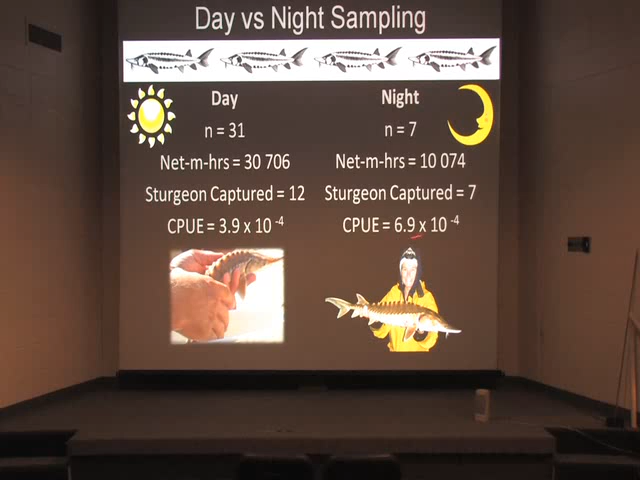 Day vs Night Sampling
Day
n = 31
Net-m-hrs = 30 706
Sturgeon Captured = 12
CPUE = 3.9 x 10 -4
Night
n = 7
Net-m-hrs = 10 074
Sturgeon Captured = 7
CPUE = 6.9 x 10 -4